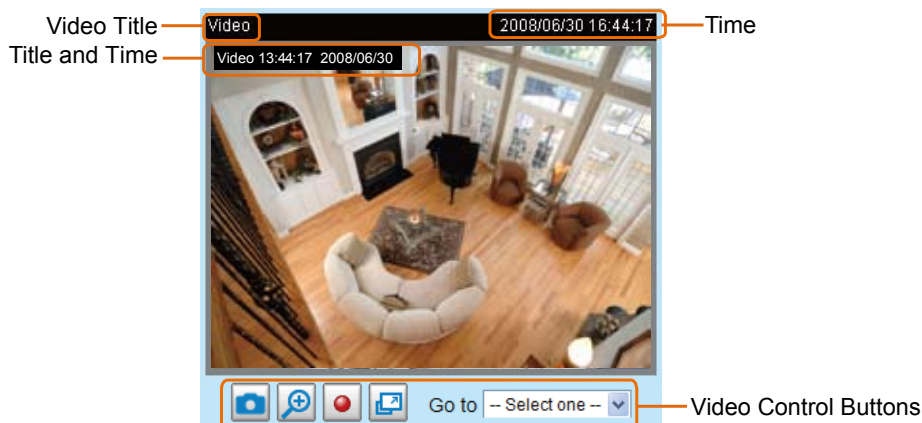 Video Title
Video
2008/06/30 16:44:17
Time
Title and Time
Video 13:44:17 2008/06/30
Go to
-- Select one --
Video Control Buttons